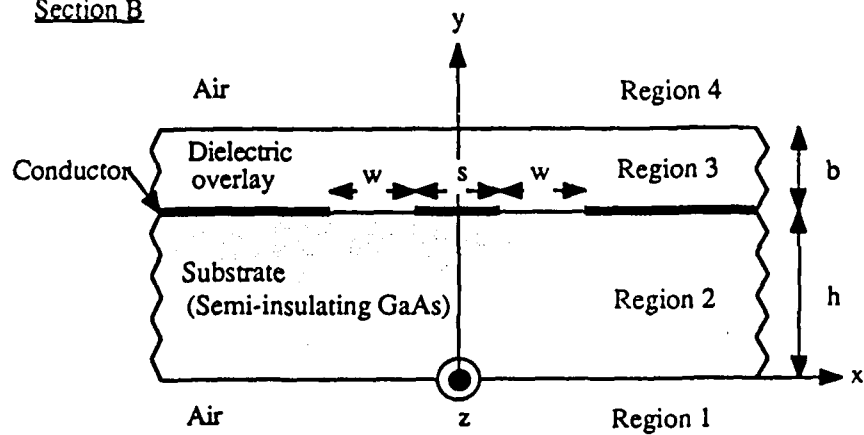 Section B
y
Air Region 4
Conductor
Dielectric
overlay
w s w
Region 3
b
Substrate
(Semi-insulating GaAs)
Region 2
h
x
Air z Region 1